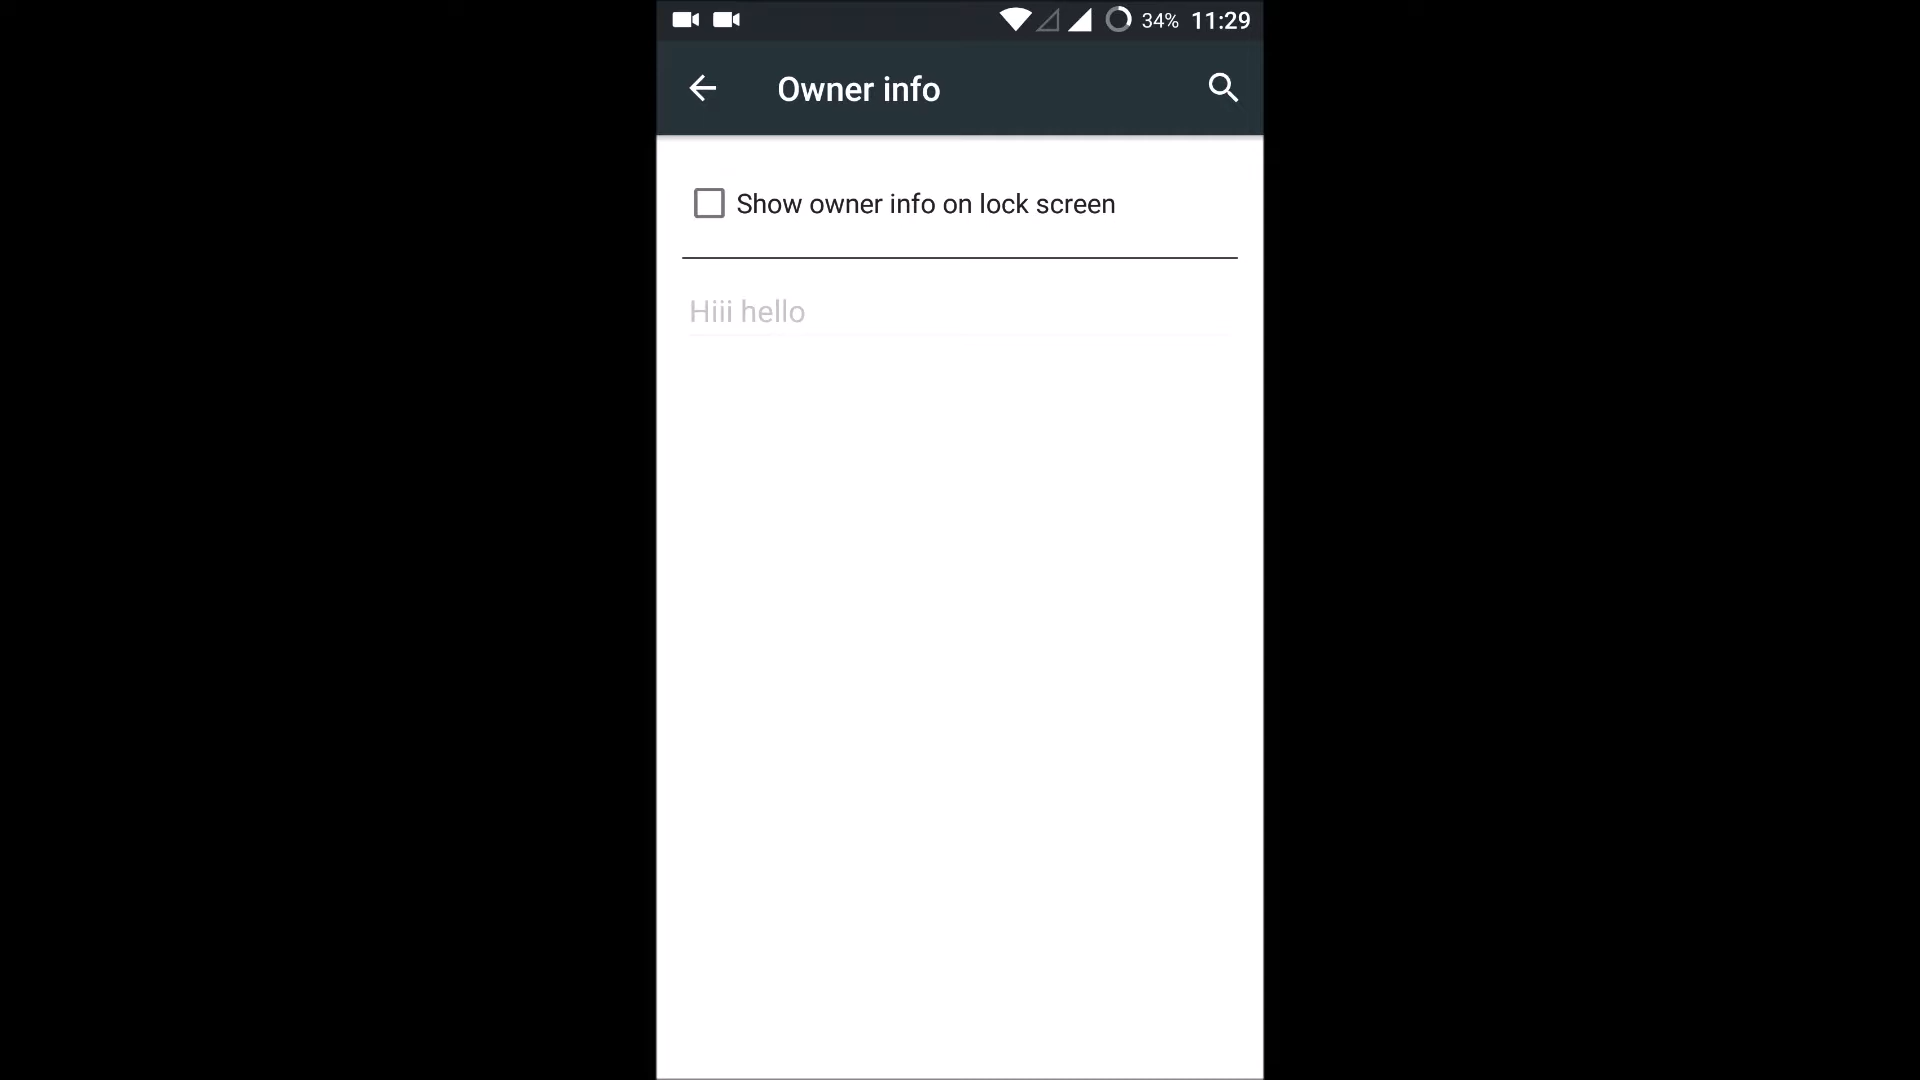 34% 11:29
Owner info
Show owner info on lock screen
Hiii hello